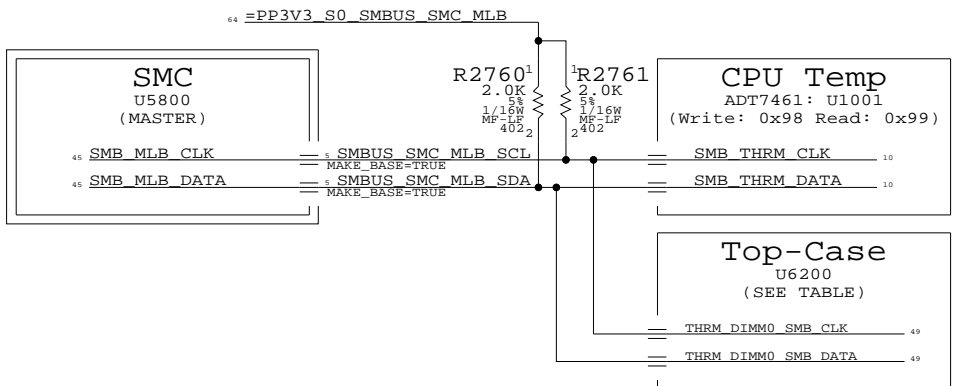 64 =PP3V3_S0_SMBUS_SMC_MLB
SMC
U5800
(MASTER)
45 SMB_MLB_CLK
45 SMB_MLB_DATA
5 SMBUS_SMC_MLB_SCL
MAKE_BASE=TRUE
5 SMBUS_SMC_MLB_SDA
MAKE_BASE=TRUE
R2760 1
2.0K
5%
1/16W
MF-LF
402 2
1 R2761
2.0K
5%
1/16W
MF-LF
2 402
CPU Temp
ADT7461: U1001
(Write: 0x98 Read: 0x99)
SMB_THRM_CLK 10
SMB_THRM_DATA 10
Top-Case
U6200
(SEE TABLE)
THRM_DIMM0_SMB_CLK 49
THRM_DIMM0_SMB_DATA 49